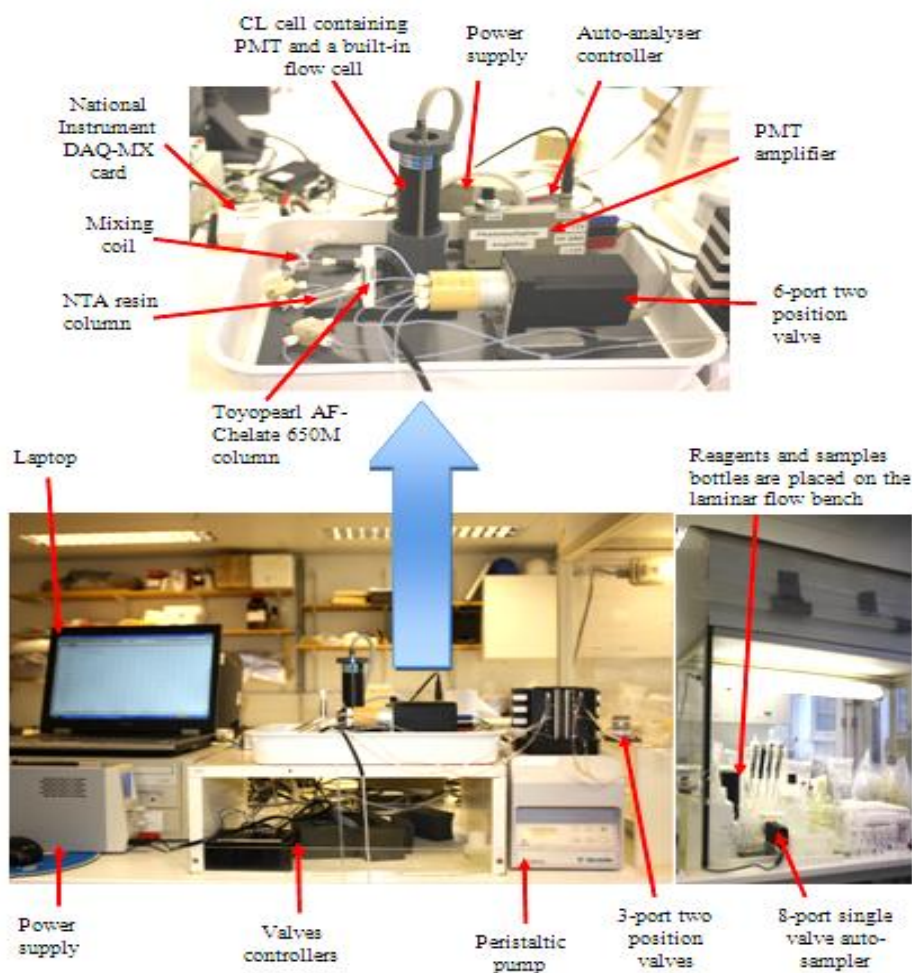 CL cell containing
PMT and a built-in
flow cell
Power
supply
Auto-analyser
controller
National
Instrument
DAQ-MX
card
PMT
amplifier
Mixing
coil
NTA resin
column
6-port two
position
valve
Toyopearl AF-
Chelate 650M
column
Laptop
Reagents and samples
bottles are placed on the
laminar flow bench
Power
supply
Valves
controllers
Peristaltic
pump
3-port two
position
valves
8-port single
valve auto-
sampler